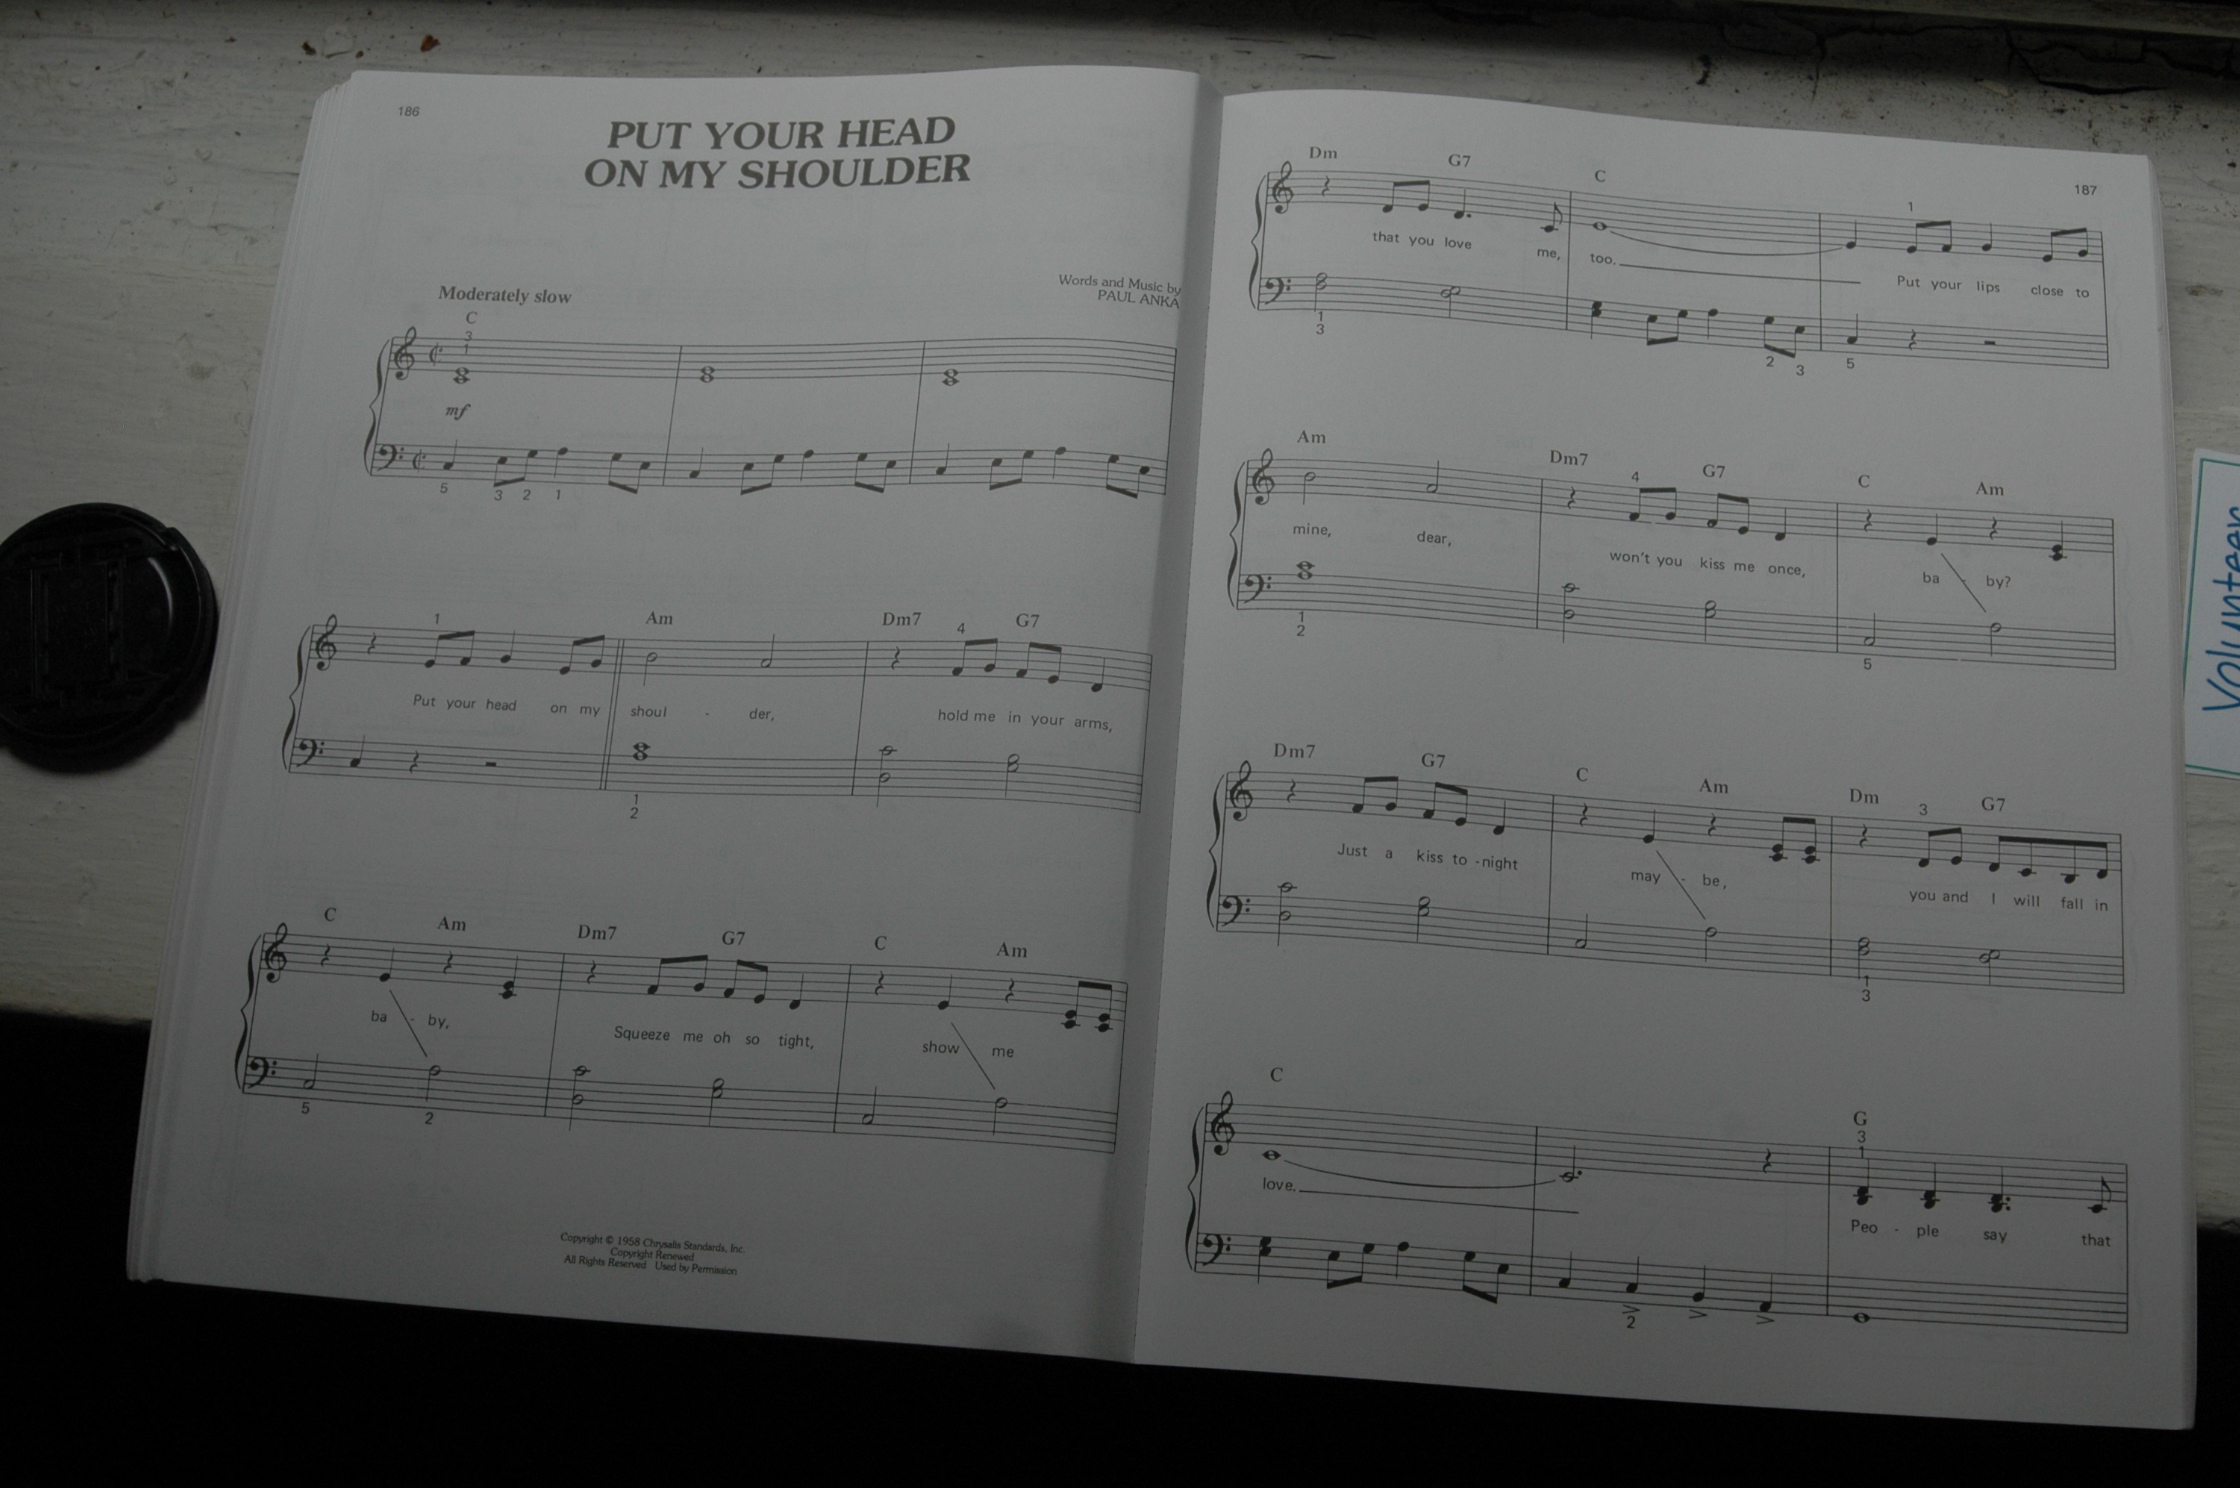 Volunteer
186
PUT YOUR HEAD
ON MY SHOULDER
Words and Music by
PAUL ANKA
Moderately slow
C
3
1
mf
5 3 2 1
1 Am Dm7 4 G7
Put your head on my shoul - der, hold me in your arms,
1
2
C Am Dm7 G7 C Am
ba - by, Squeeze me oh so tight, show me
5 2
Copyright © 1958 Chrysalis Standards, Inc.
Copyright Renewed
All Rights Reserved Used by Permission
187
Dm G7 C 1
that you love me, too. Put your lips close to
1
3 2 3 5
Am Dm7 4 G7 C Am
mine, dear, won't you kiss me once, ba - by?
1
2 5
Dm7 G7 C Am Dm 3 G7
Just a kiss to - night may - be, you and I will fall in
1
3
C G
3
1
love. Peo - ple say that
2